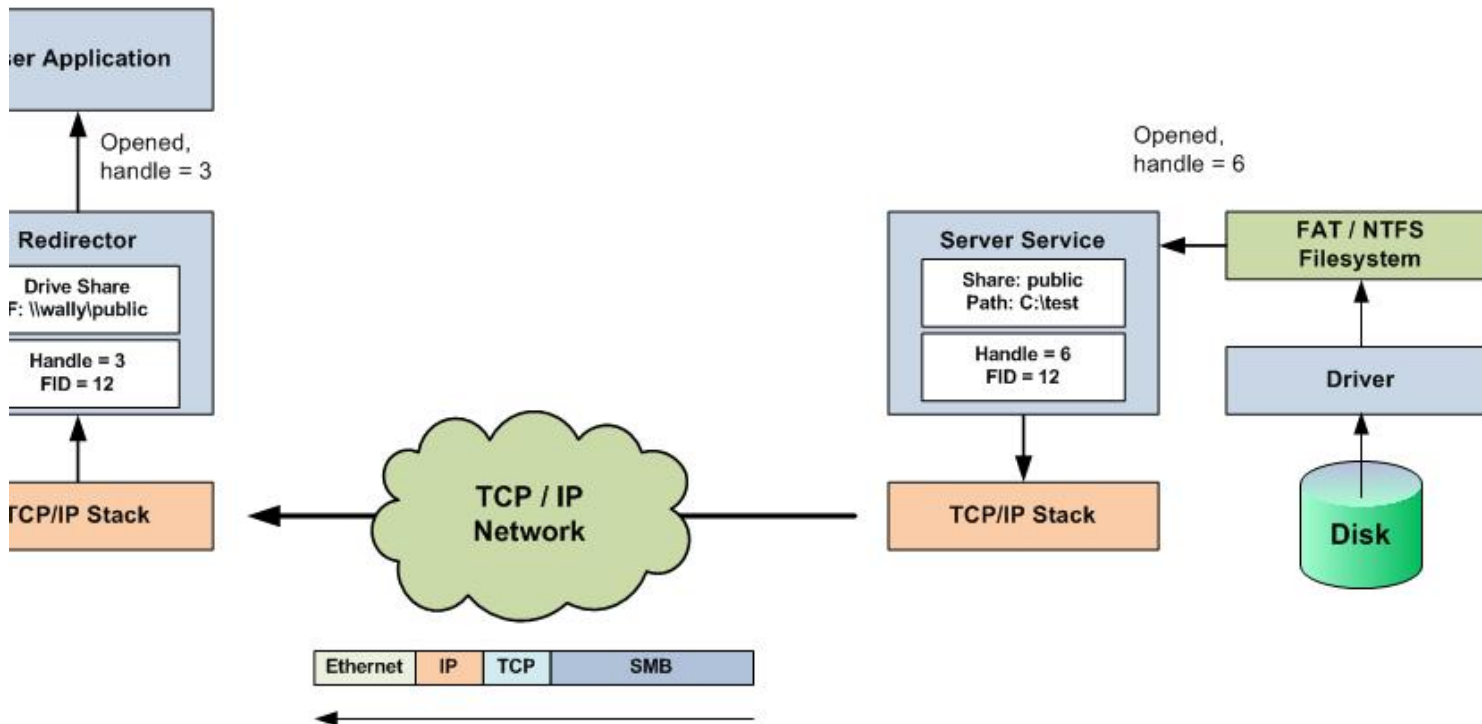 ser Application
Opened,
handle = 3
Redirector
Drive Share
F: \\wally\public
Handle = 3
FID = 12
TCP/IP Stack
TCP / IP
Network
Ethernet IP TCP SMB
Opened,
handle = 6
Server Service
Share: public
Path: C:\test
Handle = 6
FID = 12
TCP/IP Stack
FAT / NTFS
Filesystem
Driver
Disk